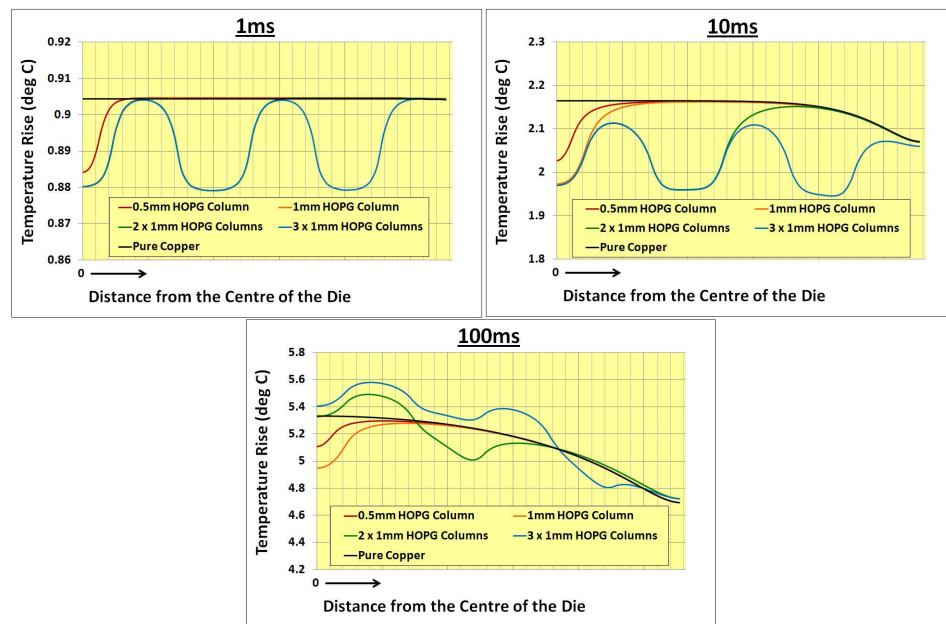 1ms
Temperature Rise (deg C)
0.92
0.91
0.9
0.89
0.88
0.87
0.86
0.5mm HOPG Column
1mm HOPG Column
2 x 1mm HOPG Columns
3 x 1mm HOPG Columns
Pure Copper
0
Distance from the Centre of the Die
10ms
Temperature Rise (deg C)
2.3
2.2
2.1
2
1.9
1.8
0.5mm HOPG Column
1mm HOPG Column
2 x 1mm HOPG Columns
3 x 1mm HOPG Columns
Pure Copper
0
Distance from the Centre of the Die
100ms
Temperature Rise (deg C)
5.8
5.6
5.4
5.2
5
4.8
4.6
4.4
4.2
0.5mm HOPG Column
1mm HOPG Column
2 x 1mm HOPG Columns
3 x 1mm HOPG Columns
Pure Copper
0
Distance from the Centre of the Die